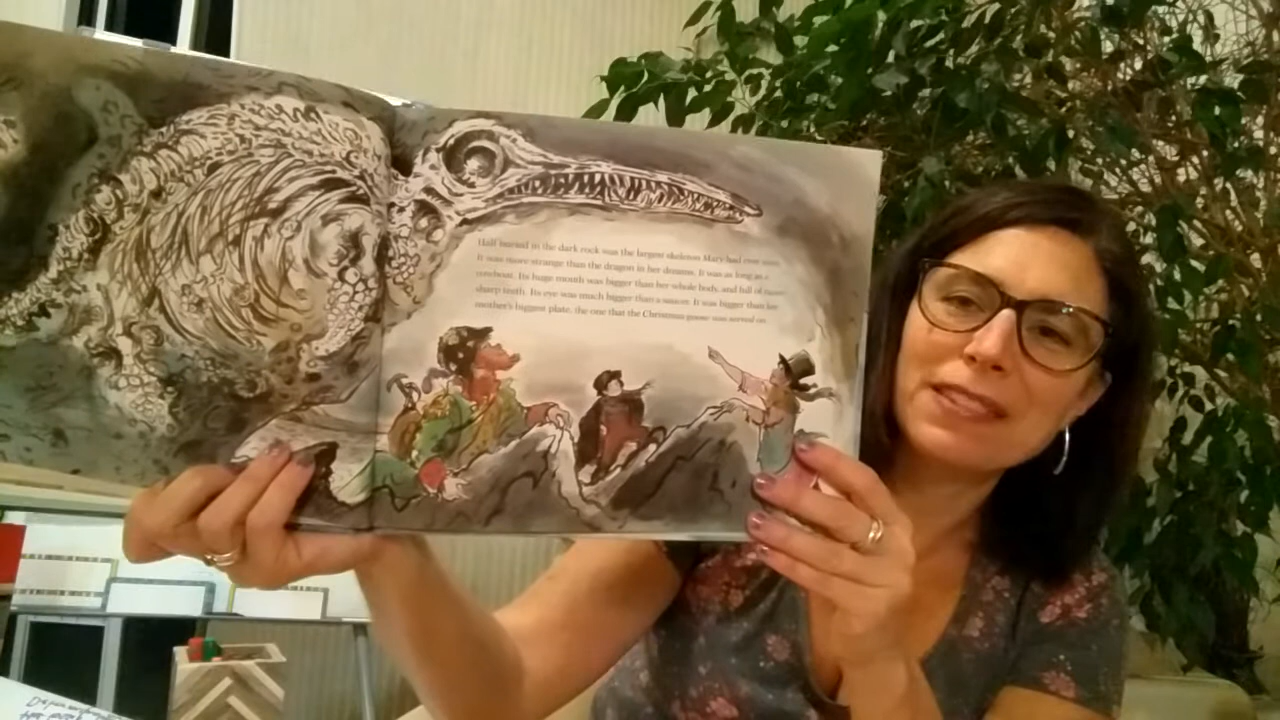 Half buried in the dark rock was the largest skeleton Mary had ever seen.
It was more strange than the dragon in her dreams. It was as long as a
rowboat. Its huge mouth was bigger than her whole body, and full of
sharp teeth. Its eye was much bigger than a saucer. It was bigger than her
mother's biggest plate, the one that the Christmas goose was served on.